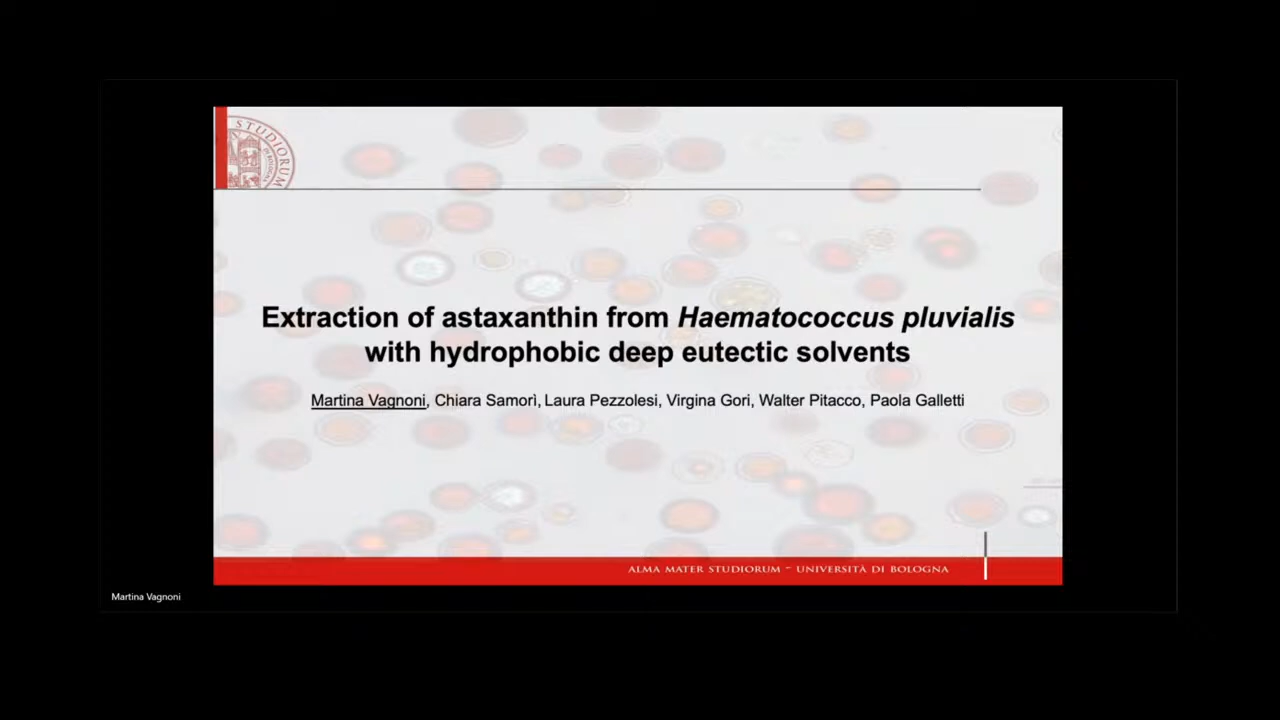 STUDIORUM
Extraction of astaxanthin from Haematococcus pluvialis
with hydrophobic deep eutectic solvents
Martina Vagnoni, Chiara Samorì, Laura Pezzolesi, Virgina Gori, Walter Pitacco, Paola Galletti
ALMA MATER STUDIORUM ~ UNIVERSITÀ DI BOLOGNA
Martina Vagnoni